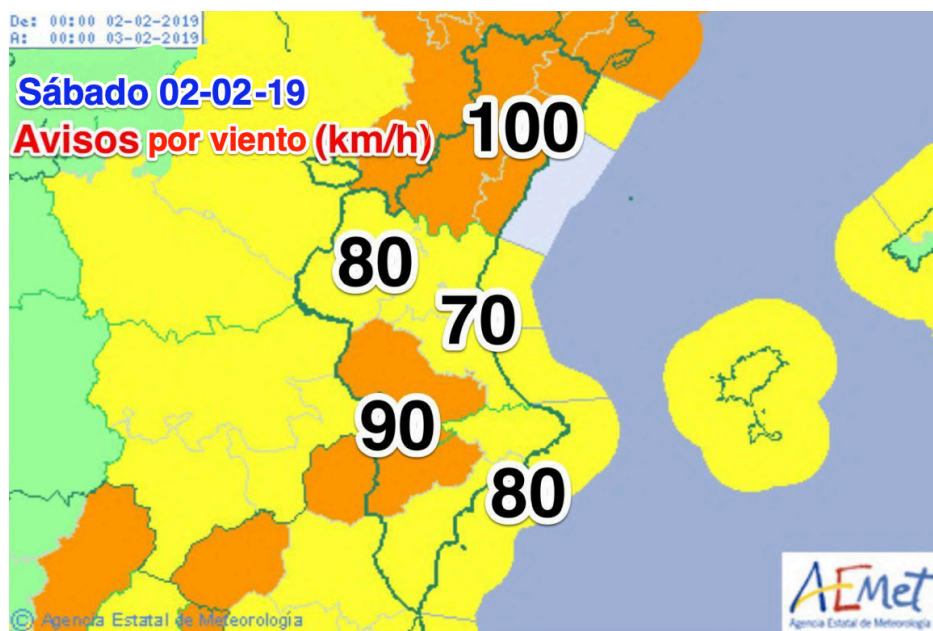 De: 00:00 02-02-2019
A: 00:00 03-02-2019
Sábado 02-02-19
Avisos por viento (km/h)
100
80
70
90
80
© Agencia Estatal de Meteorología
AEMet
Agencia Estatal de Meteorología